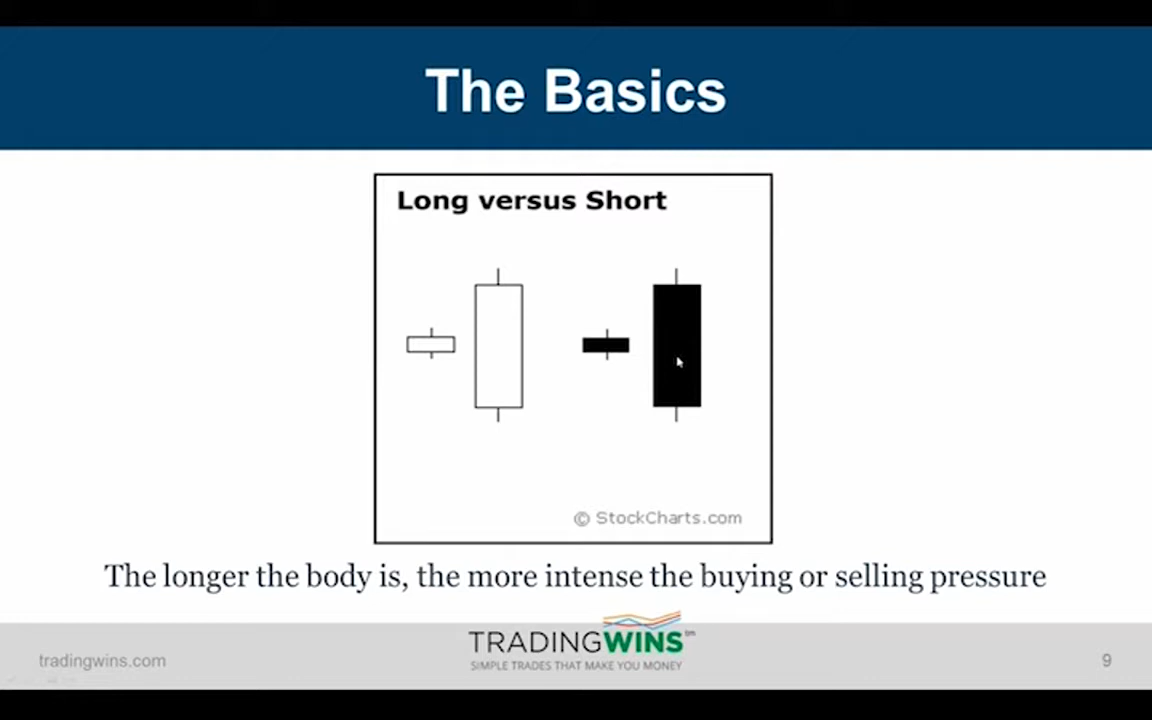 The Basics
Long versus Short
© StockCharts.com
The longer the body is, the more intense the buying or selling pressure
TRADINGWINS™
SIMPLE TRADES THAT MAKE YOU MONEY
tradingwins.com
9